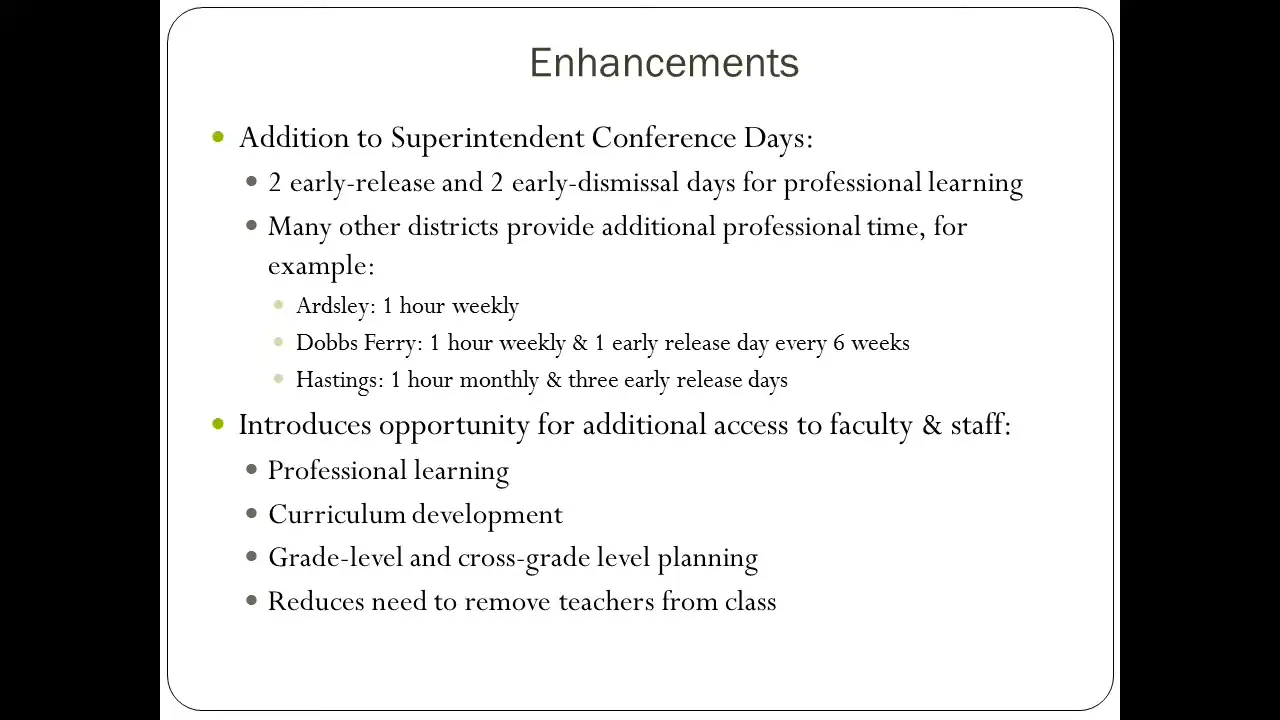 Enhancements
Addition to Superintendent Conference Days:
2 early-release and 2 early-dismissal days for professional learning
Many other districts provide additional professional time, for
example:
Ardsley: 1 hour weekly
Dobbs Ferry: 1 hour weekly & 1 early release day every 6 weeks
Hastings: 1 hour monthly & three early release days
Introduces opportunity for additional access to faculty & staff:
Professional learning
Curriculum development
Grade-level and cross-grade level planning
Reduces need to remove teachers from class